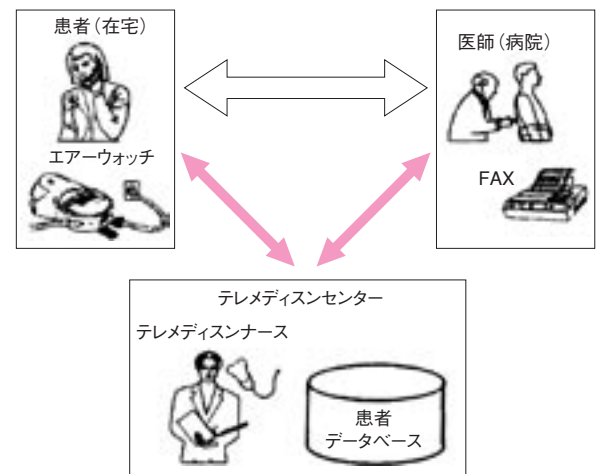 患者（在宅）
エアーウォッチ
医師（病院）
FAX
テレメディスンセンター
テレメディスンナース
患者
データベース